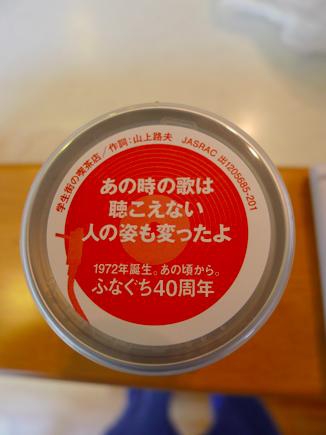 学生街の喫茶店/作詞:山上路夫 JASRAC 出1205685-201
あの時の歌は
聴こえない
人の姿も変ったよ
1972年誕生。あの頃から。
ふなぐち40周年